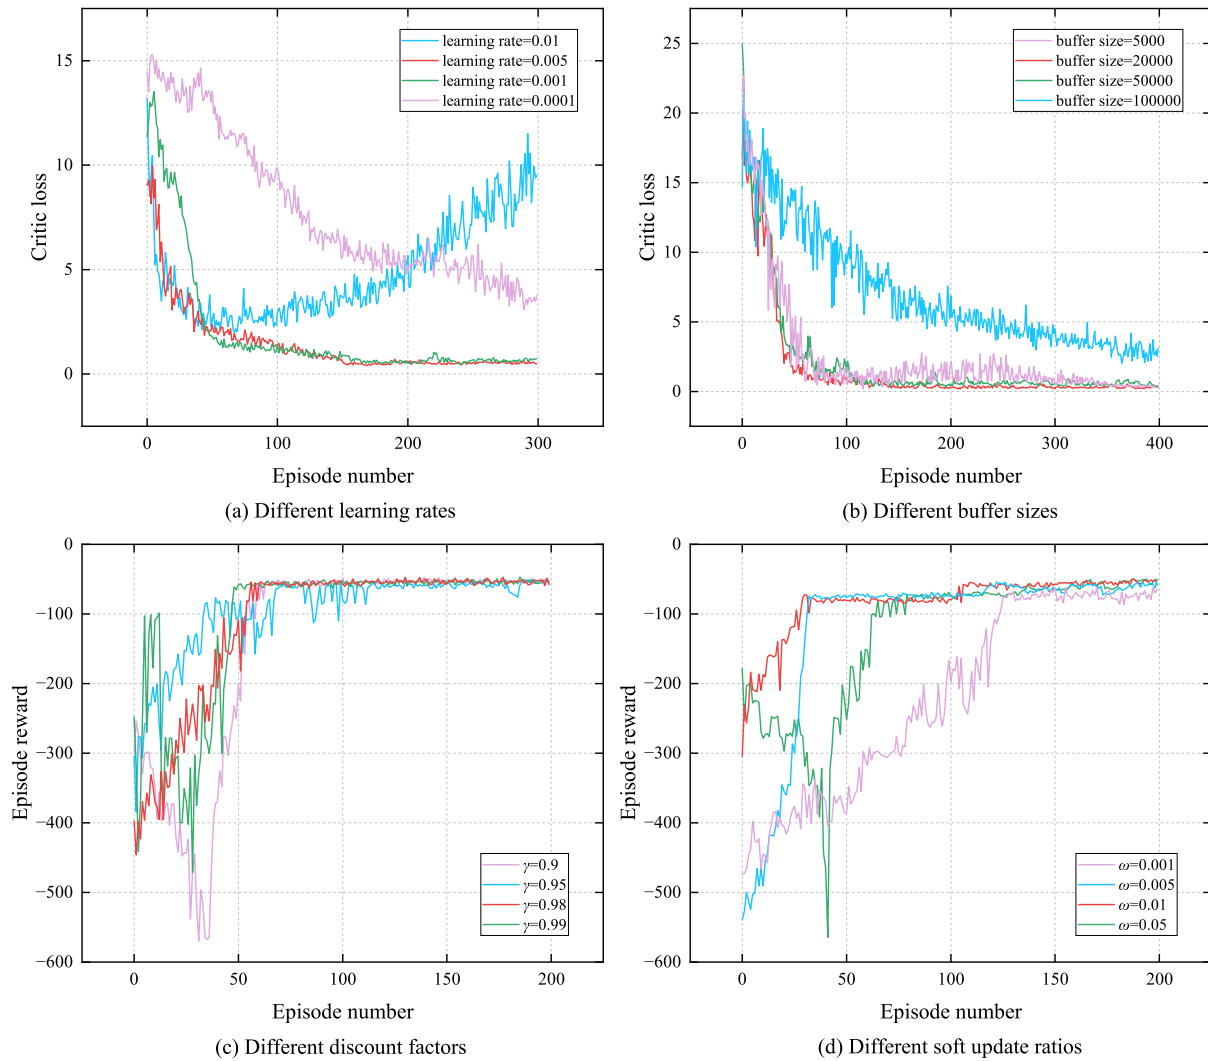 learning rate=0.01
learning rate=0.005
learning rate=0.001
learning rate=0.0001
15
10
5
0
Critic loss
0
100
200
300
Episode number
(a) Different learning rates
buffer size=5000
buffer size=20000
buffer size=50000
buffer size=100000
25
20
15
10
5
0
Critic loss
0
100
200
300
400
Episode number
(b) Different buffer sizes
0
−100
−200
−300
−400
−500
−600
Episode reward
γ=0.9
γ=0.95
γ=0.98
γ=0.99
0
50
100
150
200
Episode number
(c) Different discount factors
0
−100
−200
−300
−400
−500
−600
Episode reward
ω=0.001
ω=0.005
ω=0.01
ω=0.05
0
50
100
150
200
Episode number
(d) Different soft update ratios